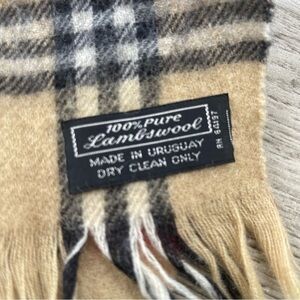 100% Pure
Lambswool
MADE IN URUGUAY
DRY CLEAN ONLY